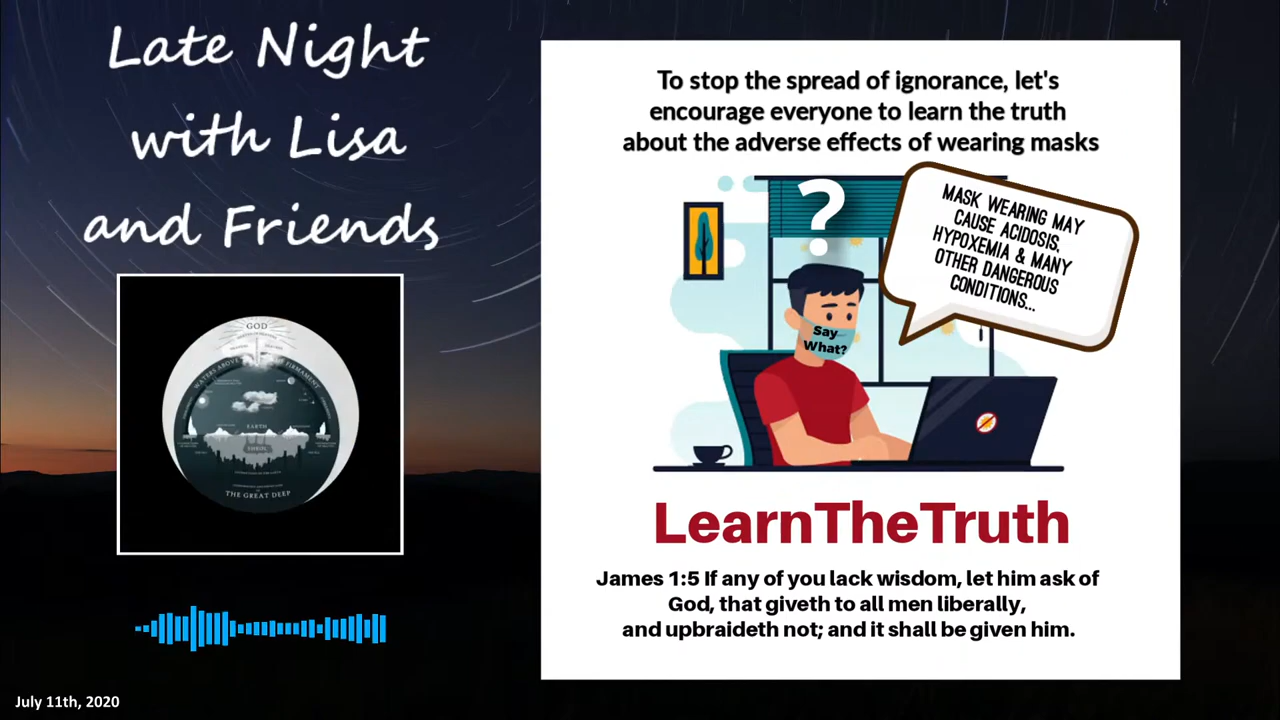 Late Night
with Lisa
and Friends
GOD
WATERS ABOVE
FIRMAMENT
EARTH
SHEOL
THE GREAT DEEP
July 11th, 2020
To stop the spread of ignorance, let's
encourage everyone to learn the truth
about the adverse effects of wearing masks
?
MASK WEARING MAY
CAUSE ACIDOSIS,
HYPOXEMIA & MANY
OTHER DANGEROUS
CONDITIONS...
Say
What?
LearnTheTruth
James 1:5 If any of you lack wisdom, let him ask of
God, that giveth to all men liberally,
and upbraideth not; and it shall be given him.